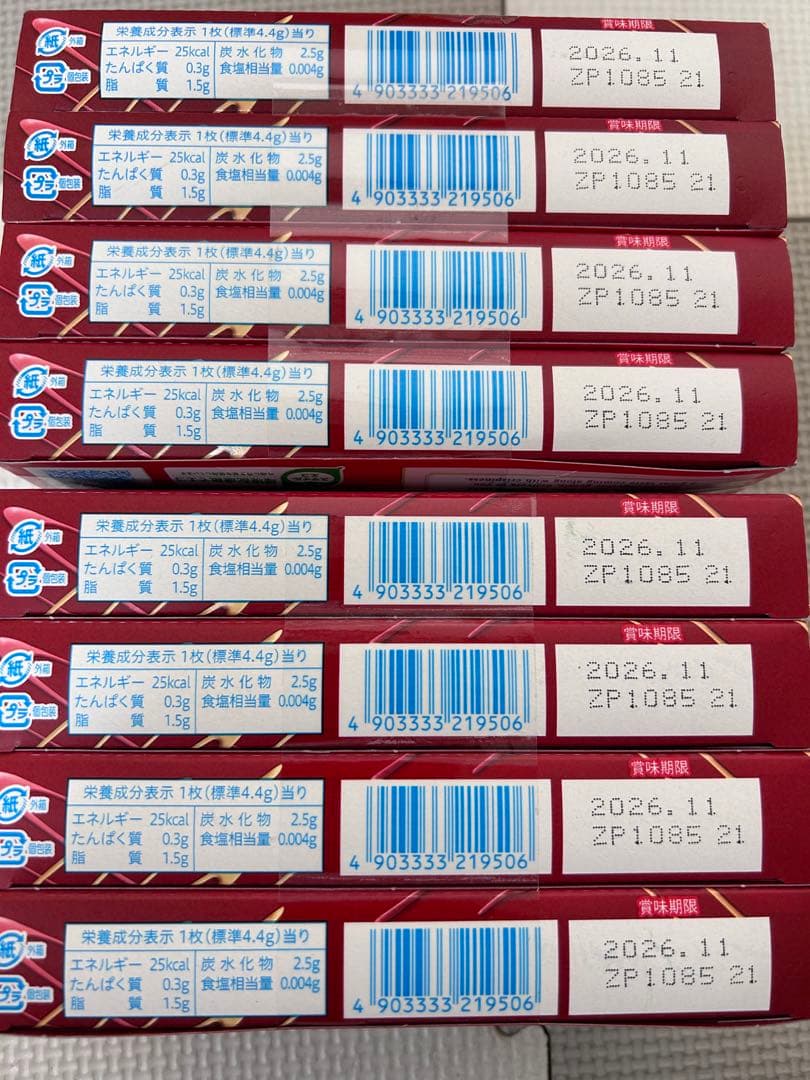 賞味期限
紙 外箱
プラ 個包装
栄養成分表示 1枚(標準4.4g)当り
エネルギー 25kcal 炭水化物 2.5g
たんぱく質 0.3g 食塩相当量 0.004g
脂質 1.5g
4 903333 219506
2026.11
ZP1085 21
賞味期限
紙 外箱
プラ 個包装
栄養成分表示 1枚(標準4.4g)当り
エネルギー 25kcal 炭水化物 2.5g
たんぱく質 0.3g 食塩相当量 0.004g
脂質 1.5g
4 903333 219506
2026.11
ZP1085 21
賞味期限
紙 外箱
プラ 個包装
栄養成分表示 1枚(標準4.4g)当り
エネルギー 25kcal 炭水化物 2.5g
たんぱく質 0.3g 食塩相当量 0.004g
脂質 1.5g
4 903333 219506
2026.11
ZP1085 21
賞味期限
紙 外箱
プラ 個包装
栄養成分表示 1枚(標準4.4g)当り
エネルギー 25kcal 炭水化物 2.5g
たんぱく質 0.3g 食塩相当量 0.004g
脂質 1.5g
4 903333 219506
2026.11
ZP1085 21
賞味期限
紙 外箱
プラ 個包装
栄養成分表示 1枚(標準4.4g)当り
エネルギー 25kcal 炭水化物 2.5g
たんぱく質 0.3g 食塩相当量 0.004g
脂質 1.5g
4 903333 219506
2026.11
ZP1085 21
賞味期限
紙 外箱
プラ 個包装
栄養成分表示 1枚(標準4.4g)当り
エネルギー 25kcal 炭水化物 2.5g
たんぱく質 0.3g 食塩相当量 0.004g
脂質 1.5g
4 903333 219506
2026.11
ZP1085 21
賞味期限
紙 外箱
プラ 個包装
栄養成分表示 1枚(標準4.4g)当り
エネルギー 25kcal 炭水化物 2.5g
たんぱく質 0.3g 食塩相当量 0.004g
脂質 1.5g
4 903333 219506
2026.11
ZP1085 21
賞味期限
紙 外箱
プラ 個包装
栄養成分表示 1枚(標準4.4g)当り
エネルギー 25kcal 炭水化物 2.5g
たんぱく質 0.3g 食塩相当量 0.004g
脂質 1.5g
4 903333 219506
2026.11
ZP1085 21